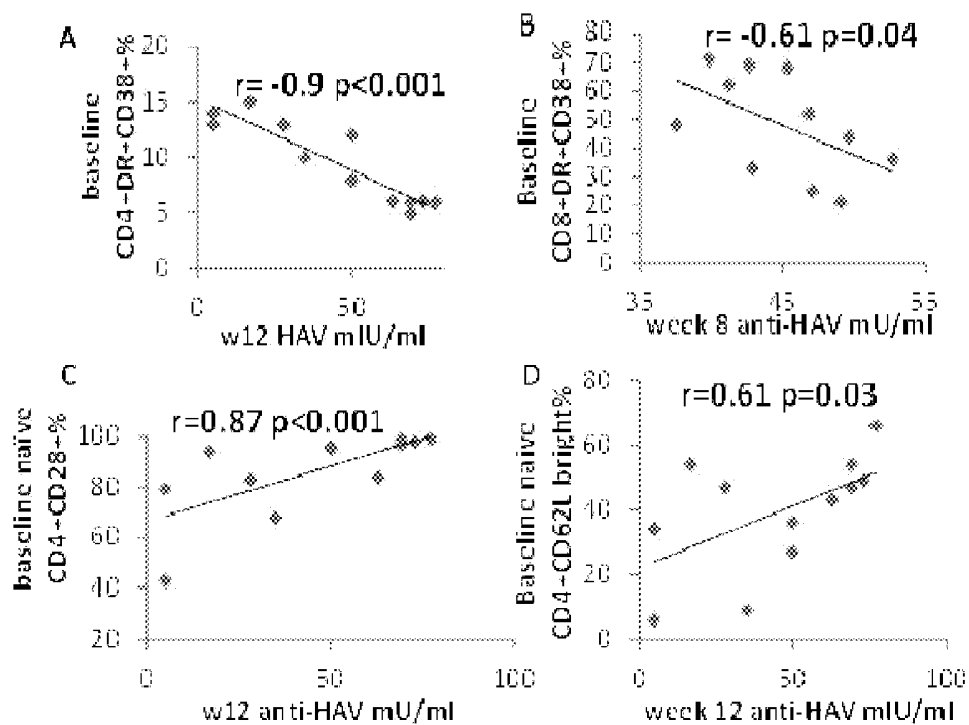 A
r= -0.9 p<0.001
baseline
CD4+DR+CD38+%
20
15
10
5
0
0 50
w12 HAV mIU/ml
B
r= -0.61 p=0.04
Baseline
CD8+DR+CD38+%
80
70
60
50
40
30
20
10
0
35 45 55
week 8 anti-HAV mU/ml
C
r=0.87 p<0.001
baseline naïve
CD4+CD28+%
100
80
60
40
20
0 50 100
w12 anti-HAV mU/ml
D
r=0.61 p=0.03
Baseline naive
CD4+CD62L bright%
80
60
40
20
0
0 50 100
week 12 anti-HAV mIU/ml